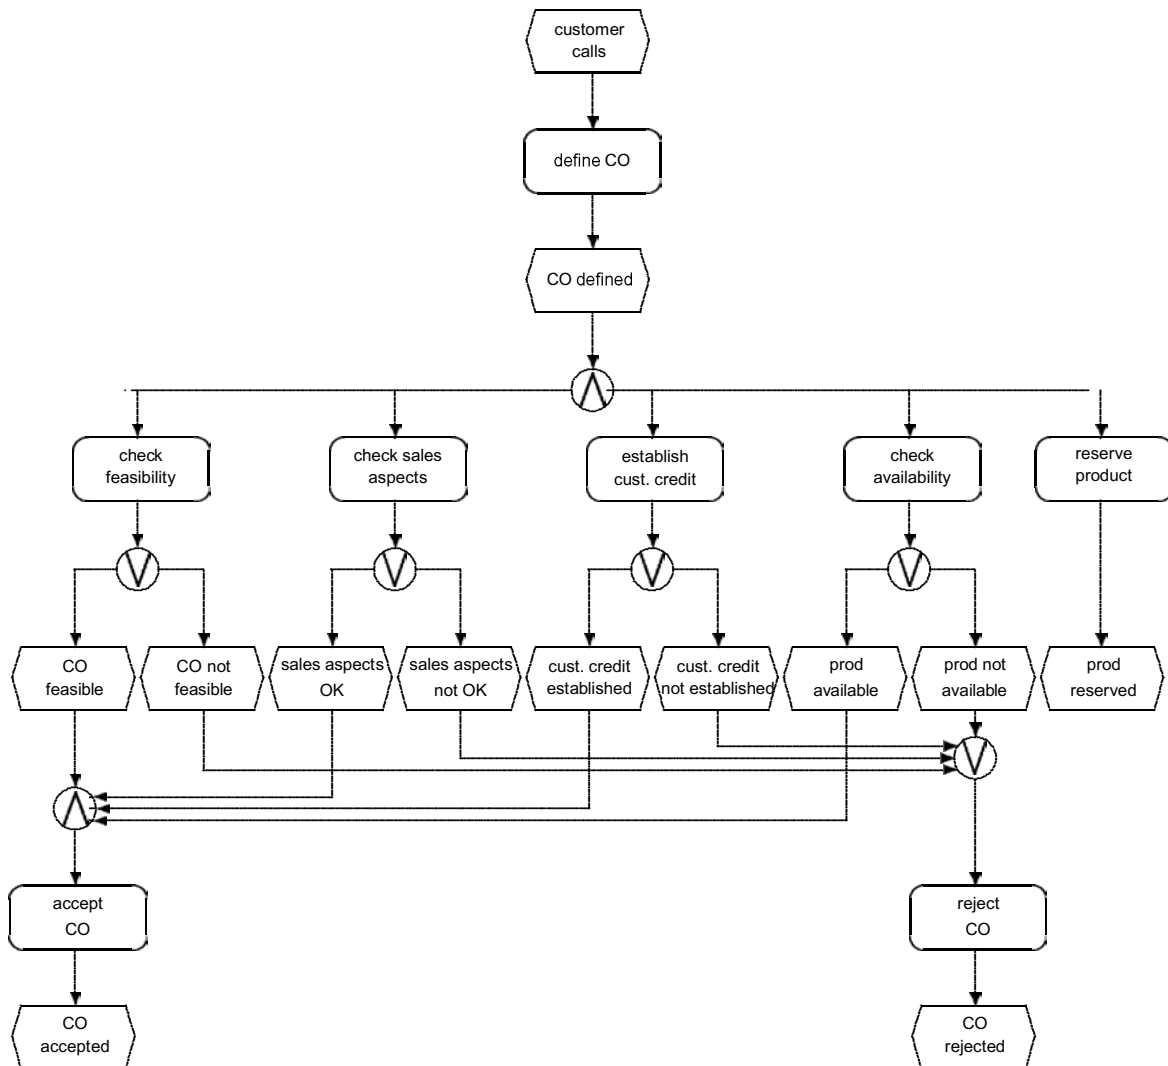 customer
calls
define CO
CO defined
check
feasibility
check sales
aspects
establish
cust. credit
check
availability
reserve
product
CO
feasible
CO not
feasible
sales aspects
OK
sales aspects
not OK
cust. credit
established
cust. credit
not established
prod
available
prod not
available
prod
reserved
accept
CO
reject
CO
CO
accepted
CO
rejected